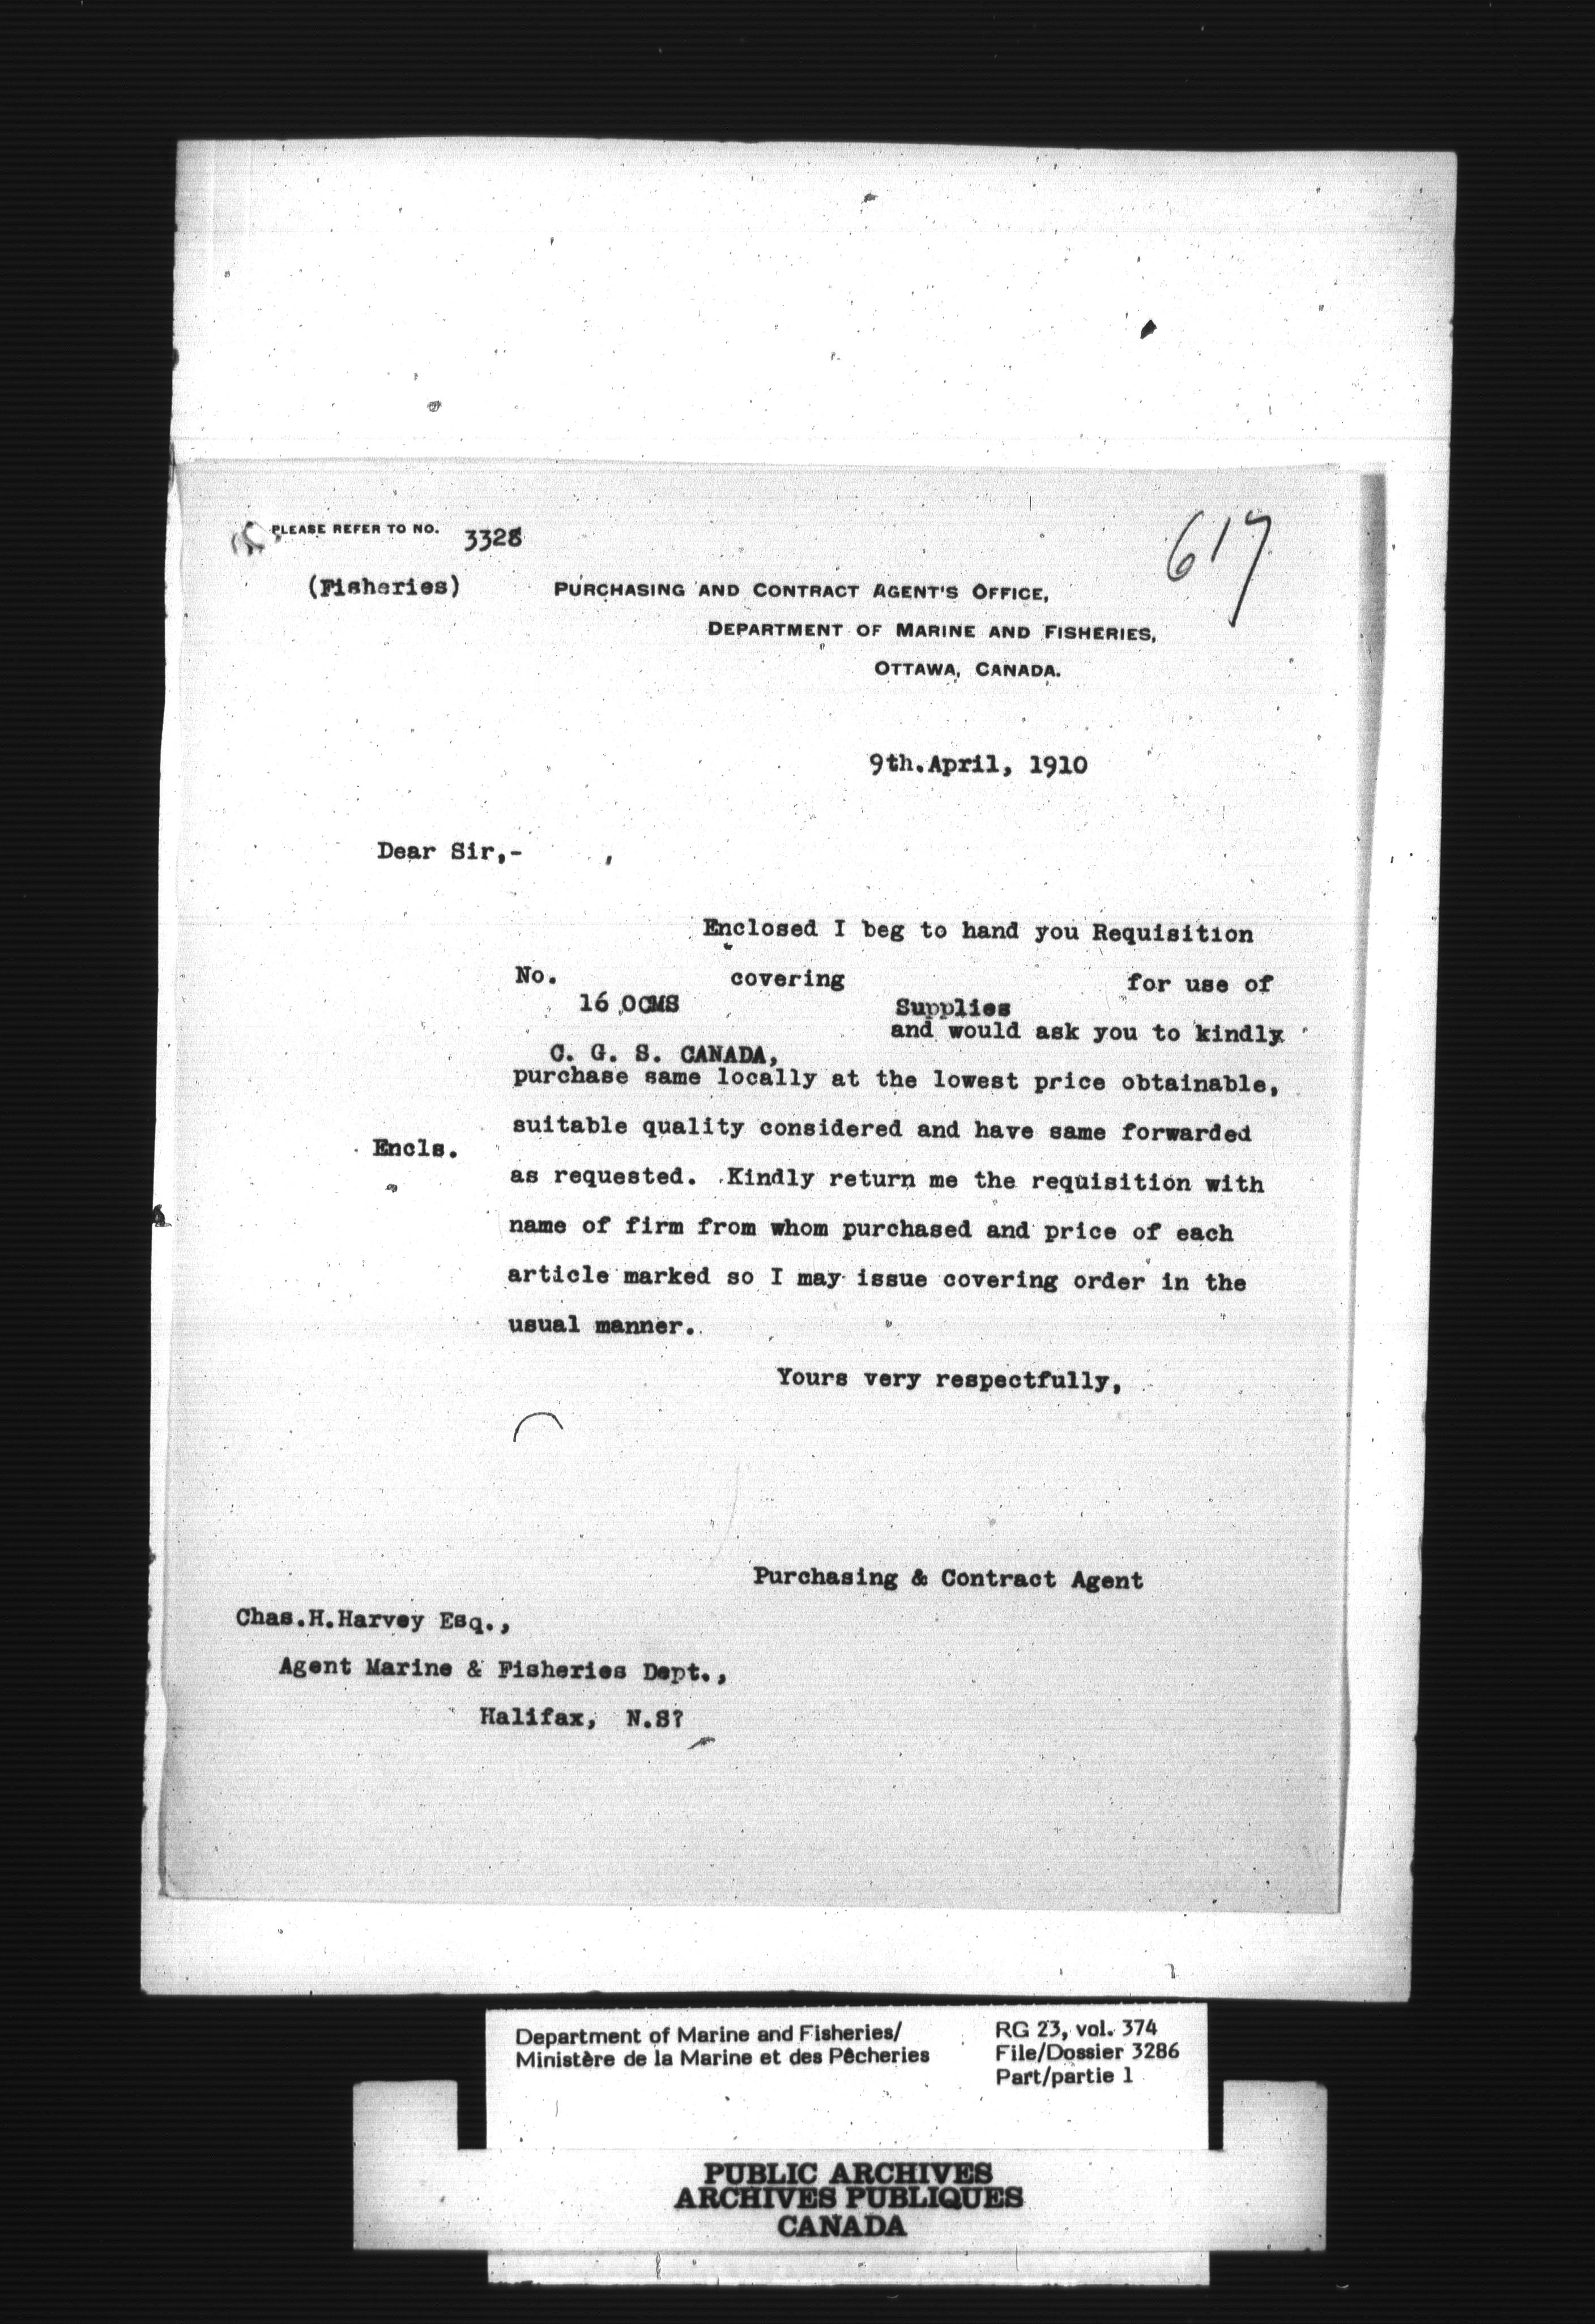 PLEASE REFER TO NO. 3328
617
(Fisheries)
PURCHASING AND CONTRACT AGENT'S OFFICE,
DEPARTMENT OF MARINE AND FISHERIES,
OTTAWA, CANADA.
9th.April, 1910
Dear Sir,-
Enclosed I beg to hand you Requisition
No. covering for use of
16 OCMS Supplies
and would ask you to kindly
C. G. S. CANADA,
purchase same locally at the lowest price obtainable,
suitable quality considered and have same forwarded
Encls.
as requested. Kindly return me the requisition with
name of firm from whom purchased and price of each
article marked so I may issue covering order in the
usual manner.
Yours very respectfully,
Purchasing & Contract Agent
Chas.H.Harvey Esq.,
Agent Marine & Fisheries Dept.,
Halifax, N.S?
Department of Marine and Fisheries/
Ministère de la Marine et des Pêcheries
RG 23, vol. 374
File/Dossier 3286
Part/partie 1
PUBLIC ARCHIVES
ARCHIVES PUBLIQUES
CANADA